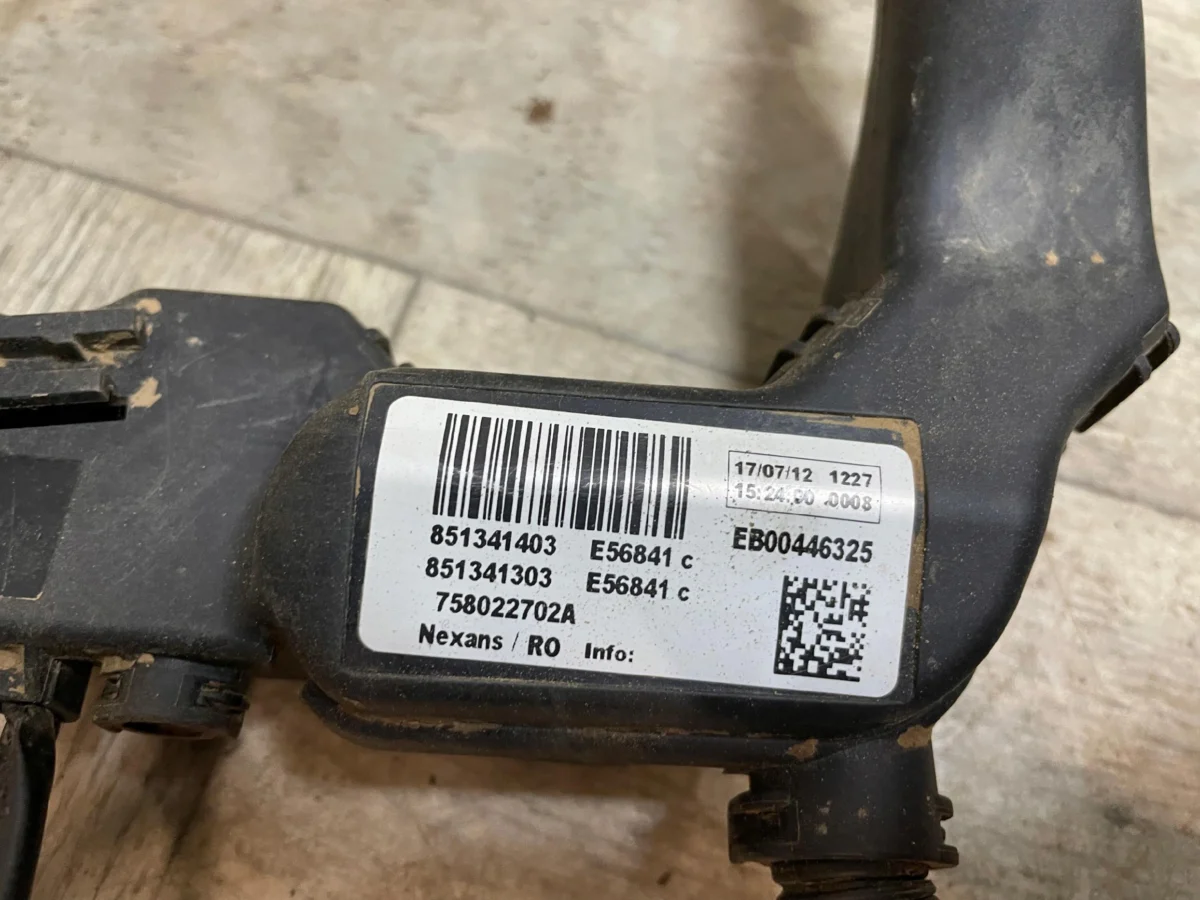 17/07/12 1227
15:24:00 .0008
851341403 E56841 c
EB00446325
851341303 E56841 c
758022702A
Nexans / RO Info: